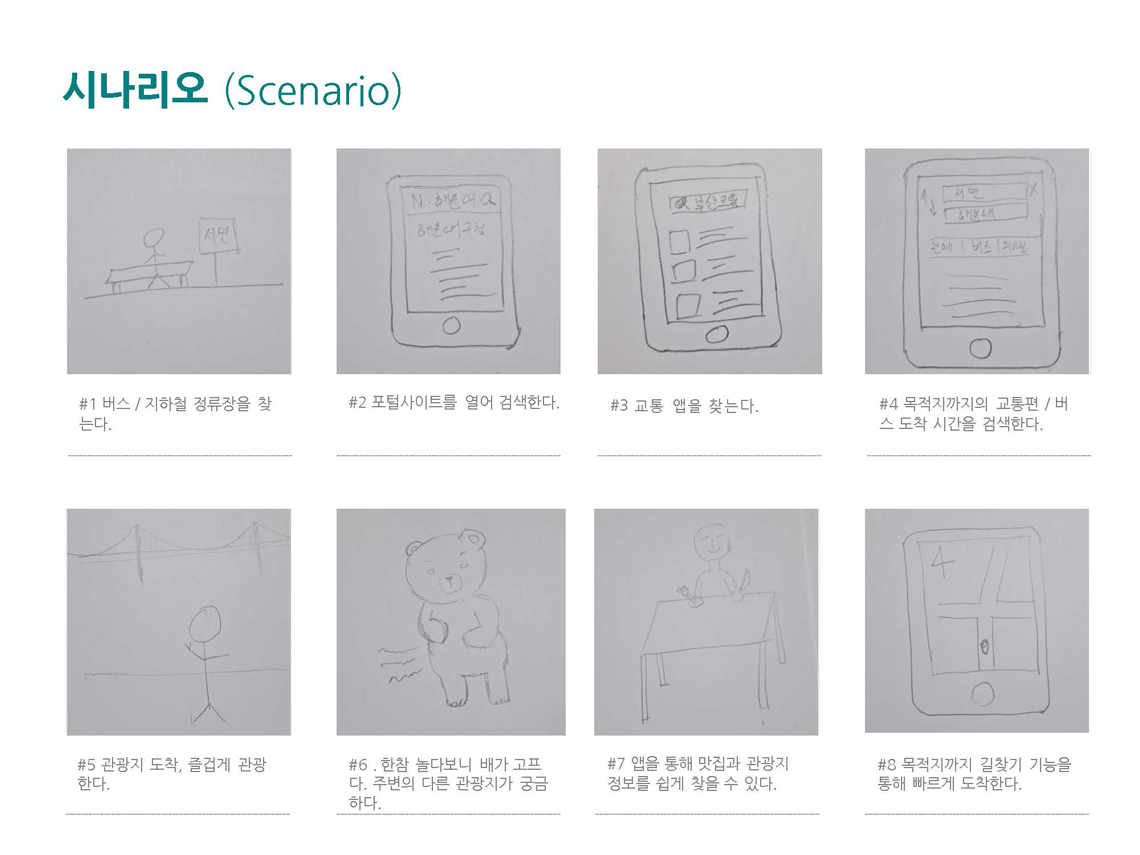 시나리오 (Scenario)
서면
N 해운대 Q
해운대구청
부산교통
서면 X
해운대
전체 | 버스 | 지하철
#1 버스 / 지하철 정류장을 찾
는다.
#2 포털사이트를 열어 검색한다.
#3 교통 앱을 찾는다.
#4 목적지까지의 교통편 / 버
스 도착 시간을 검색한다.
4
#5 관광지 도착, 즐겁게 관광
한다.
#6 . 한참 놀다보니 배가 고프
다. 주변의 다른 관광지가 궁금
하다.
#7 앱을 통해 맛집과 관광지
정보를 쉽게 찾을 수 있다.
#8 목적지까지 길찾기 기능을
통해 빠르게 도착한다.